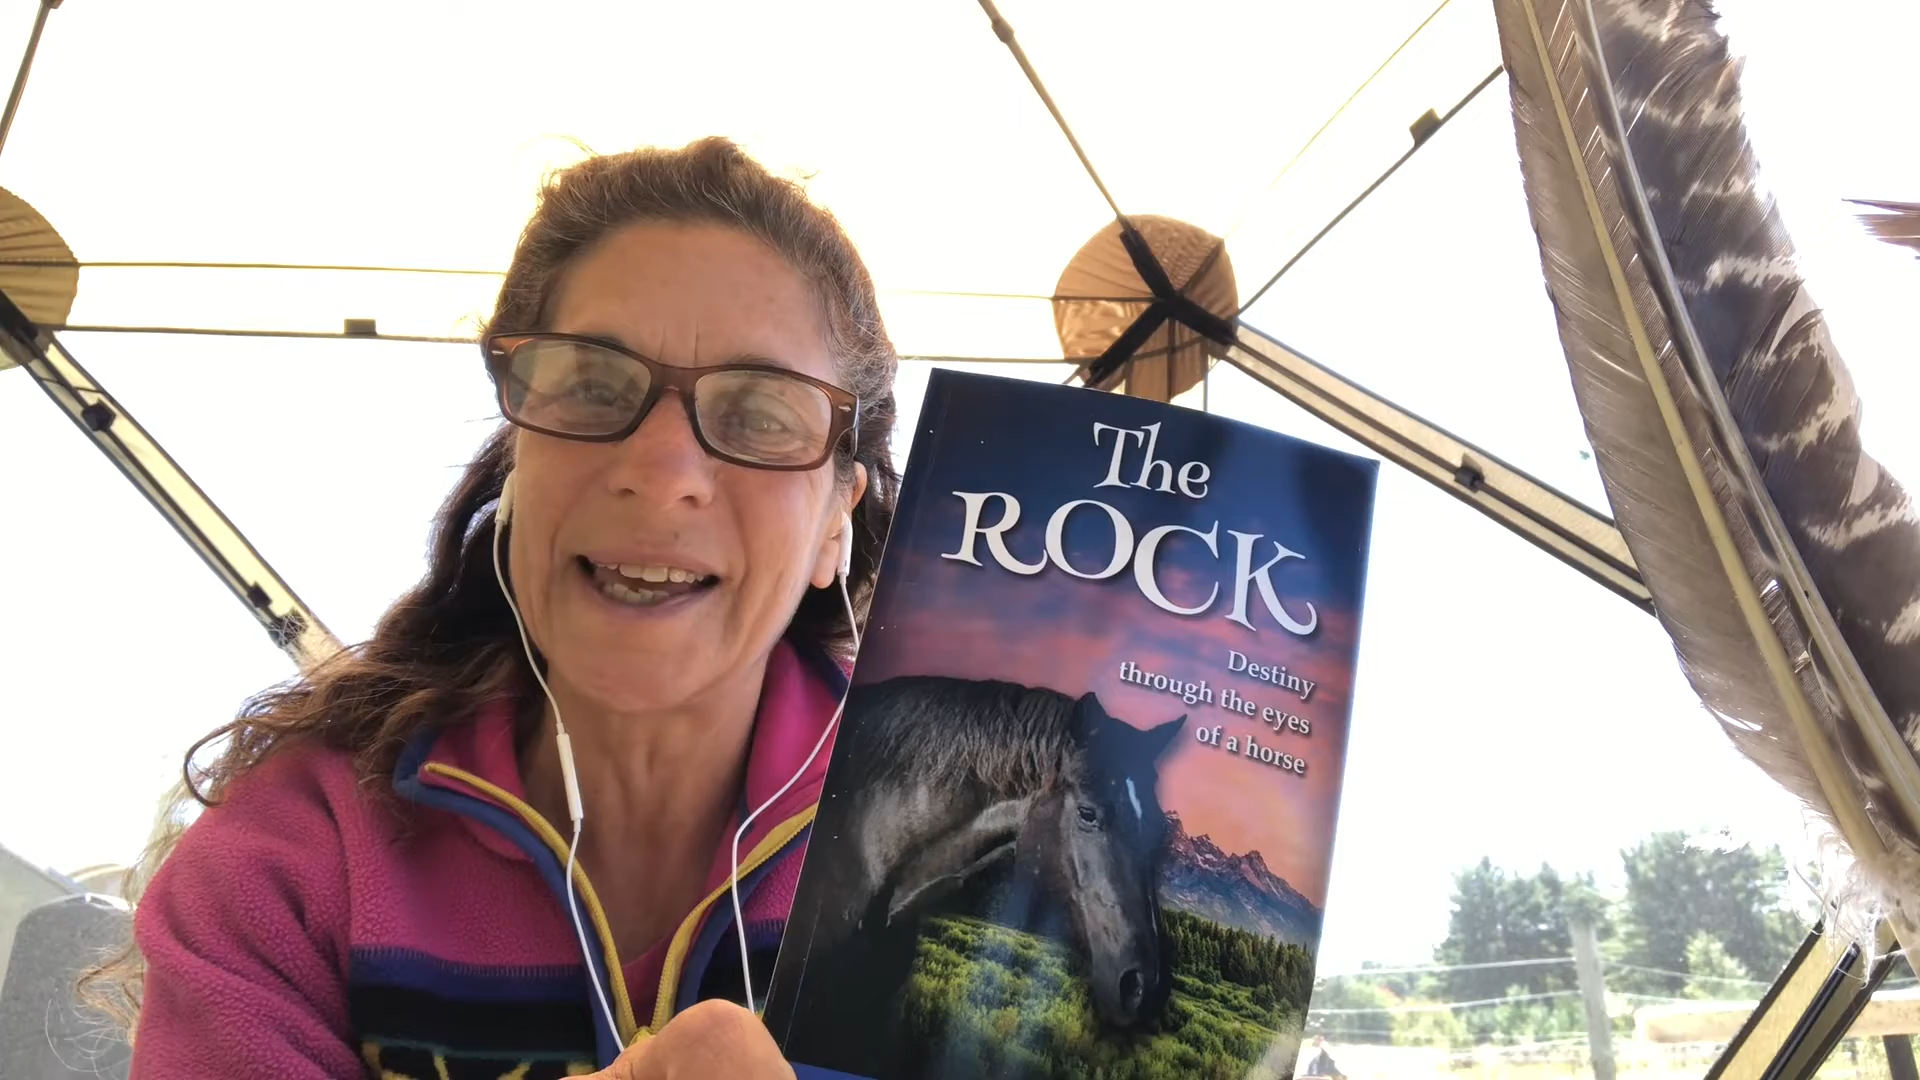 The
ROCK
Destiny
through the eyes
of a horse